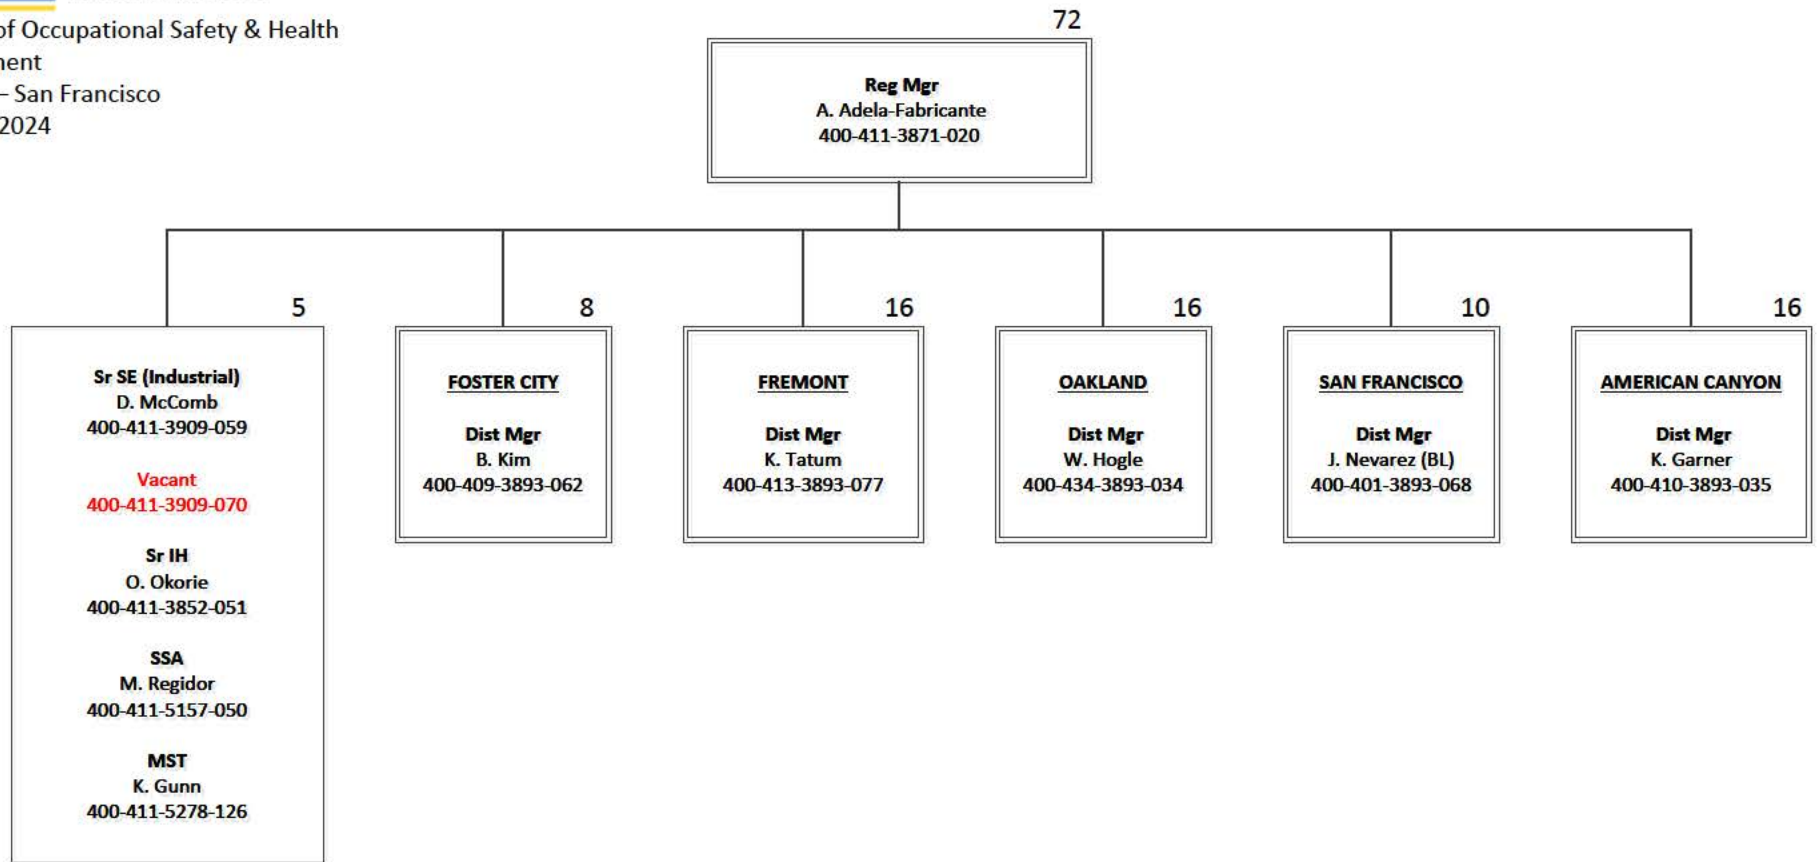 of Occupational Safety & Health
– San Francisco
2024
72
Reg Mgr
A. Adela-Fabricante
400-411-3871-020
5
Sr SE (Industrial)
D. McComb
400-411-3909-059
Vacant
400-411-3909-070
Sr IH
O. Okorie
400-411-3852-051
SSA
M. Regidor
400-411-5157-050
MST
K. Gunn
400-411-5278-126
8
FOSTER CITY
Dist Mgr
B. Kim
400-409-3893-062
16
FREMONT
Dist Mgr
K. Tatum
400-413-3893-077
16
OAKLAND
Dist Mgr
W. Hogle
400-434-3893-034
10
SAN FRANCISCO
Dist Mgr
J. Nevarez (BL)
400-401-3893-068
16
AMERICAN CANYON
Dist Mgr
K. Garner
400-410-3893-035